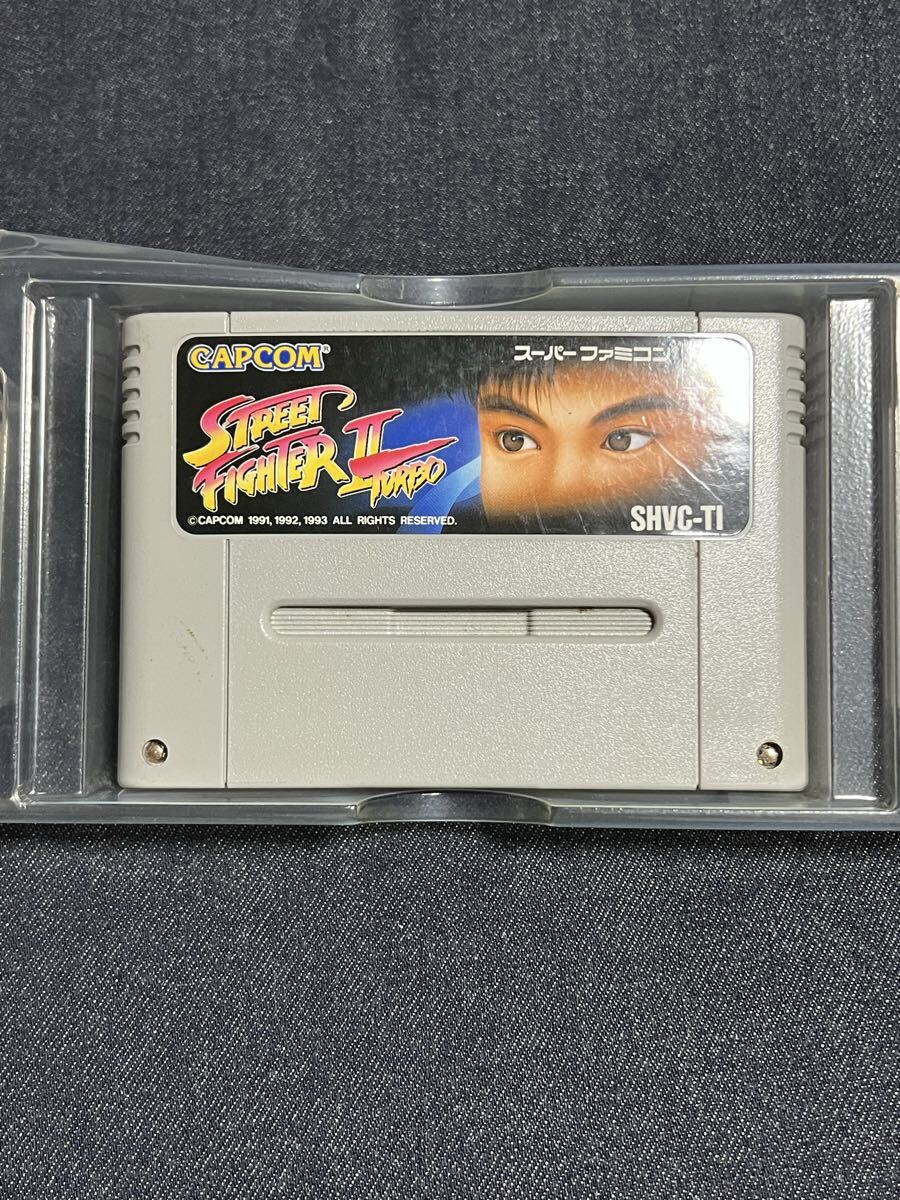 CAPCOM®
スーパーファミコン
STREET
FIGHTER II
TURBO
©CAPCOM 1991, 1992, 1993 ALL RIGHTS RESERVED.
SHVC-TI